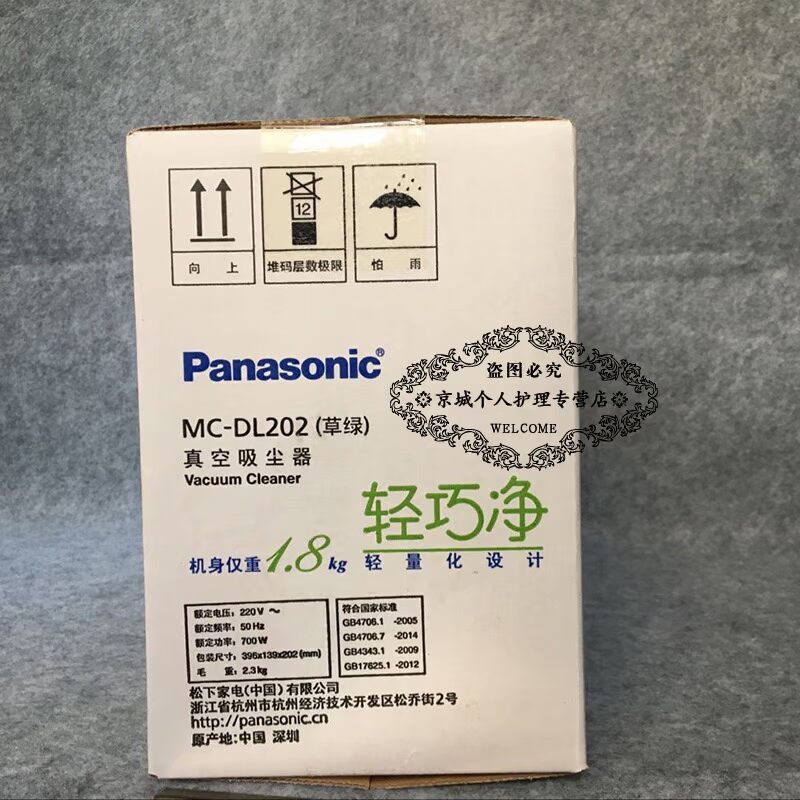 12
向 上
堆码层数极限
怕 雨
Panasonic®
盗图必究
京城个人护理专营店
WELCOME
MC-DL202 (草绿)
真空吸尘器
Vacuum Cleaner
轻巧净
机身仅重1.8kg
轻量化设计
额定电压：220V ～
额定频率：50Hz
额定功率：700W
包装尺寸：396x139x202(mm)
毛 重：2.3kg
符合国家标准
GB4706.1 -2005
GB4706.7 -2014
GB4343.1 -2009
GB17625.1 -2012
松下家电(中国)有限公司
浙江省杭州市杭州经济技术开发区松乔街2号
http://panasonic.cn
原产地:中国 深圳